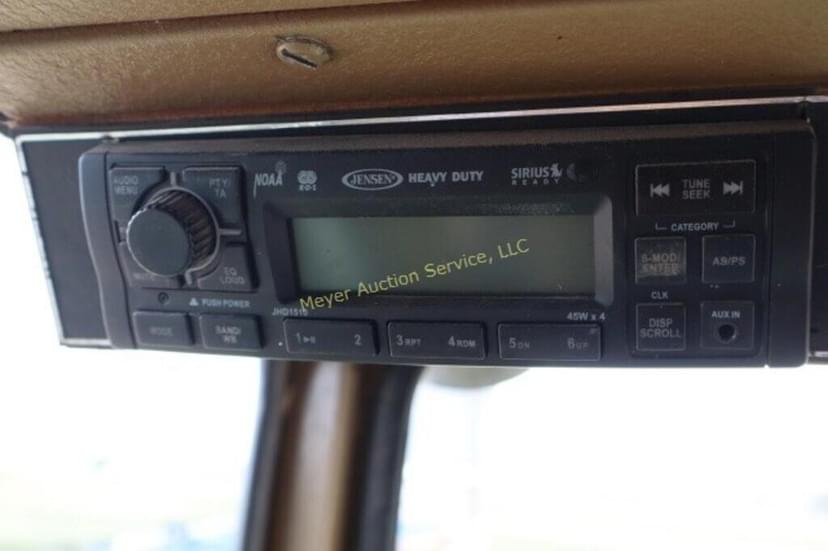 AUDIO MENU
PTY/ TA
NOAA
R·D·S
JENSEN HEAVY DUTY
SIRIUS READY
TUNE SEEK
CATEGORY
MUTE
EQ LOUD
S-MOD/ ENTER
AS/PS
Meyer Auction Service, LLC
PUSH POWER
JHD1510
45W x 4
CLK
MODE
BAND/ WB
1 2
3 RPT 4 RDM
5 DN 6 UP
DISP SCROLL
AUX IN